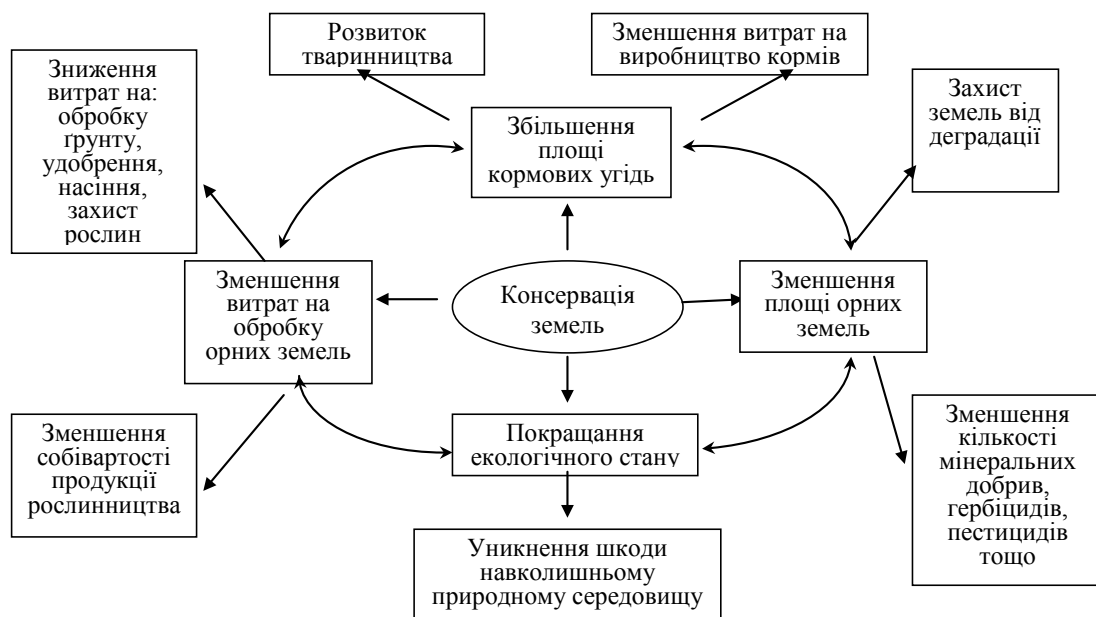 Розвиток
тваринництва
Зменшення витрат на
виробництво кормів
Зниження
витрат на:
обробку
ґрунту,
удобрення,
насіння,
захист
рослин
Захист
земель від
деградації
Збільшення
площі
кормових угідь
Зменшення
витрат на
обробку
орних земель
Консервація
земель
Зменшення
площі орних
земель
Зменшення
собівартості
продукції
рослинництва
Покращання
екологічного стану
Зменшення
кількості
мінеральних
добрив,
гербіцидів,
пестицидів
тощо
Уникнення шкоди
навколишньому
природному середовищу